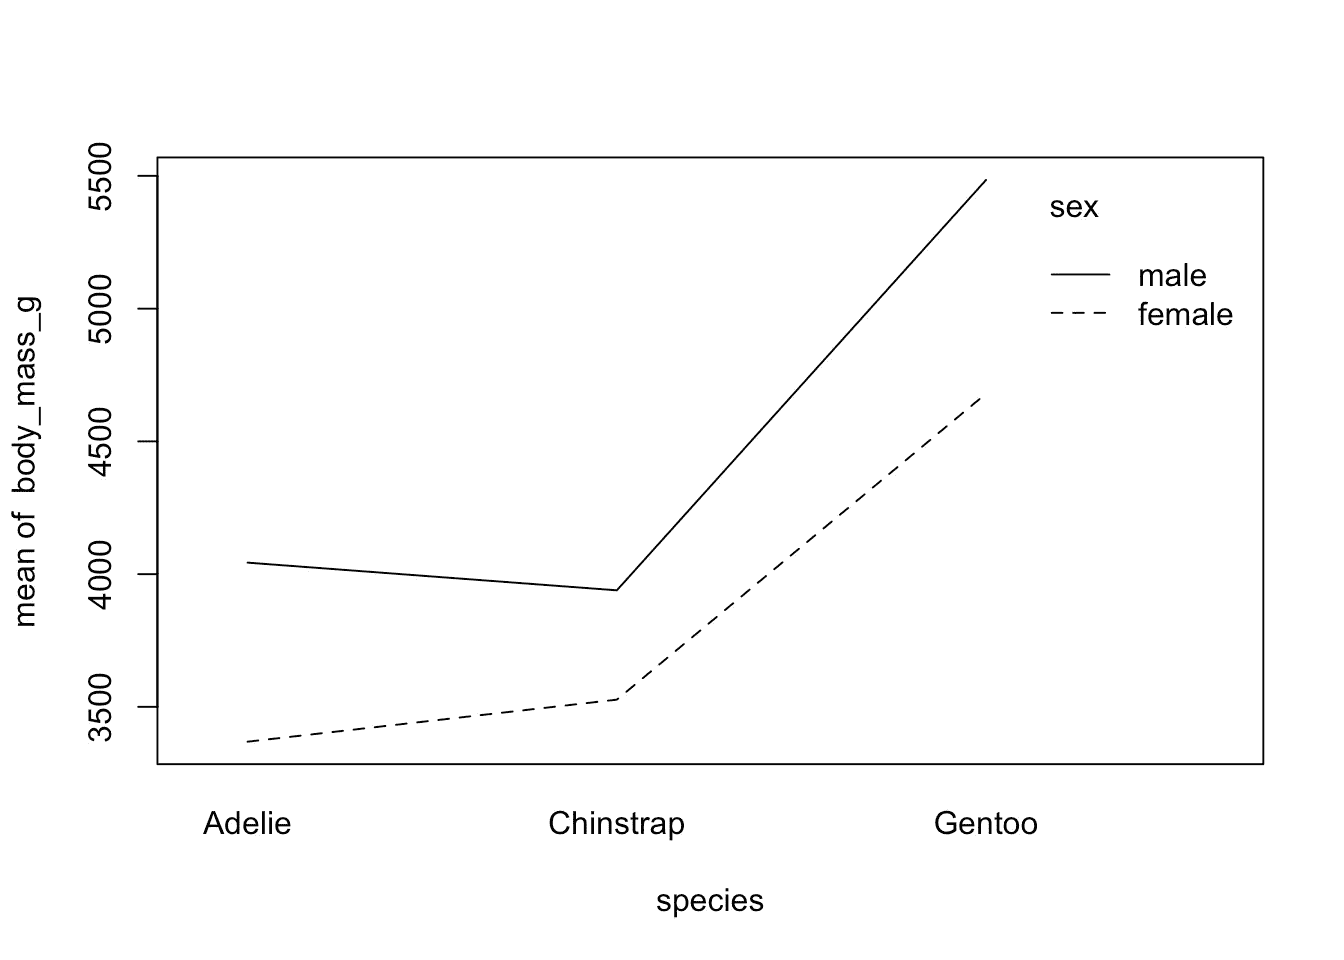 5500
5000
4500
4000
3500
mean of  body_mass_g
sex
male
female
Adelie
Chinstrap
Gentoo
species